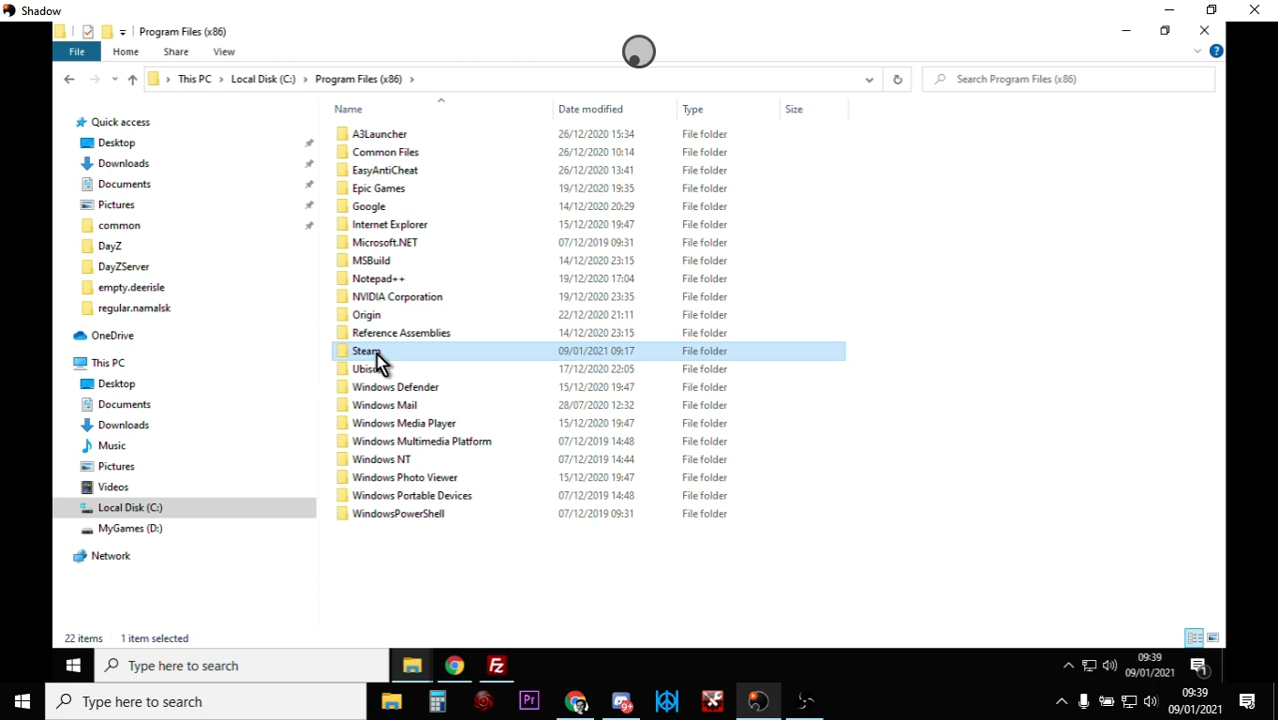 Shadow
Program Files (x86)
File Home Share View
This PC Local Disk (C:) Program Files (x86)
Search Program Files (x86)
Name Date modified Type Size
Quick access
Desktop
Downloads
Documents
Pictures
common
DayZ
DayZServer
empty.deerisle
regular.namalsk
OneDrive
This PC
Desktop
Documents
Downloads
Music
Pictures
Videos
Local Disk (C:)
MyGames (D:)
Network
A3Launcher 26/12/2020 15:34 File folder
Common Files 26/12/2020 10:14 File folder
EasyAntiCheat 26/12/2020 13:41 File folder
Epic Games 19/12/2020 19:35 File folder
Google 14/12/2020 20:29 File folder
Internet Explorer 15/12/2020 19:47 File folder
Microsoft.NET 07/12/2019 09:31 File folder
MSBuild 14/12/2020 23:15 File folder
Notepad++ 19/12/2020 17:04 File folder
NVIDIA Corporation 19/12/2020 23:35 File folder
Origin 22/12/2020 21:11 File folder
Reference Assemblies 14/12/2020 23:15 File folder
Steam 09/01/2021 09:17 File folder
17/12/2020 22:05 File folder
Windows Defender 15/12/2020 19:47 File folder
Windows Mail 28/07/2020 12:32 File folder
Windows Media Player 15/12/2020 19:47 File folder
Windows Multimedia Platform 07/12/2019 14:48 File folder
Windows NT 07/12/2019 14:44 File folder
Windows Photo Viewer 15/12/2020 19:47 File folder
Windows Portable Devices 07/12/2019 14:48 File folder
WindowsPowerShell 07/12/2019 09:31 File folder
22 items 1 item selected
Type here to search
Fz
09:39
09/01/2021
1
Type here to search
Pr
9+
09:39
09/01/2021